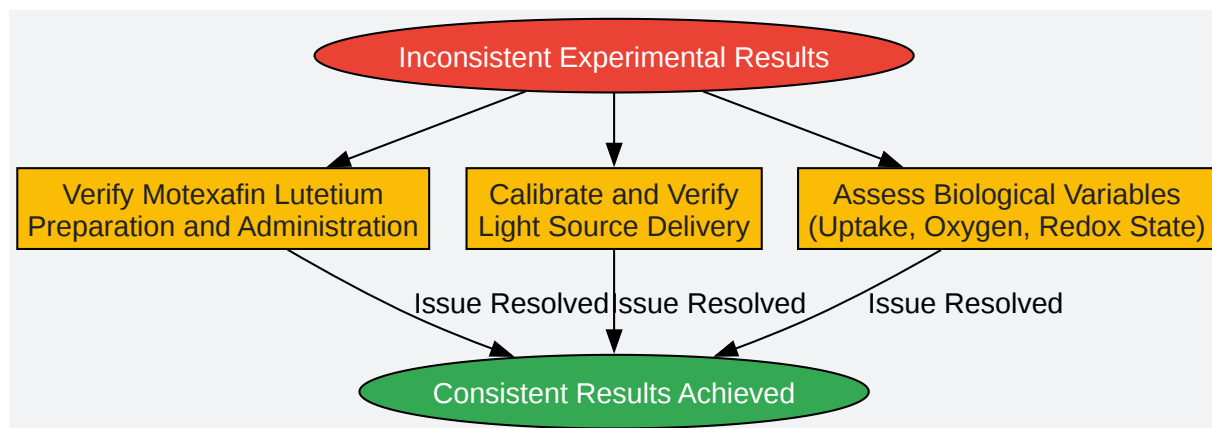 Inconsistent Experimental Results
Verify Motexafin Lutetium
Preparation and Administration
Calibrate and Verify
Light Source Delivery
Assess Biological Variables
(Uptake, Oxygen, Redox State)
Issue Resolved
Issue Resolved
Issue Resolved
Consistent Results Achieved